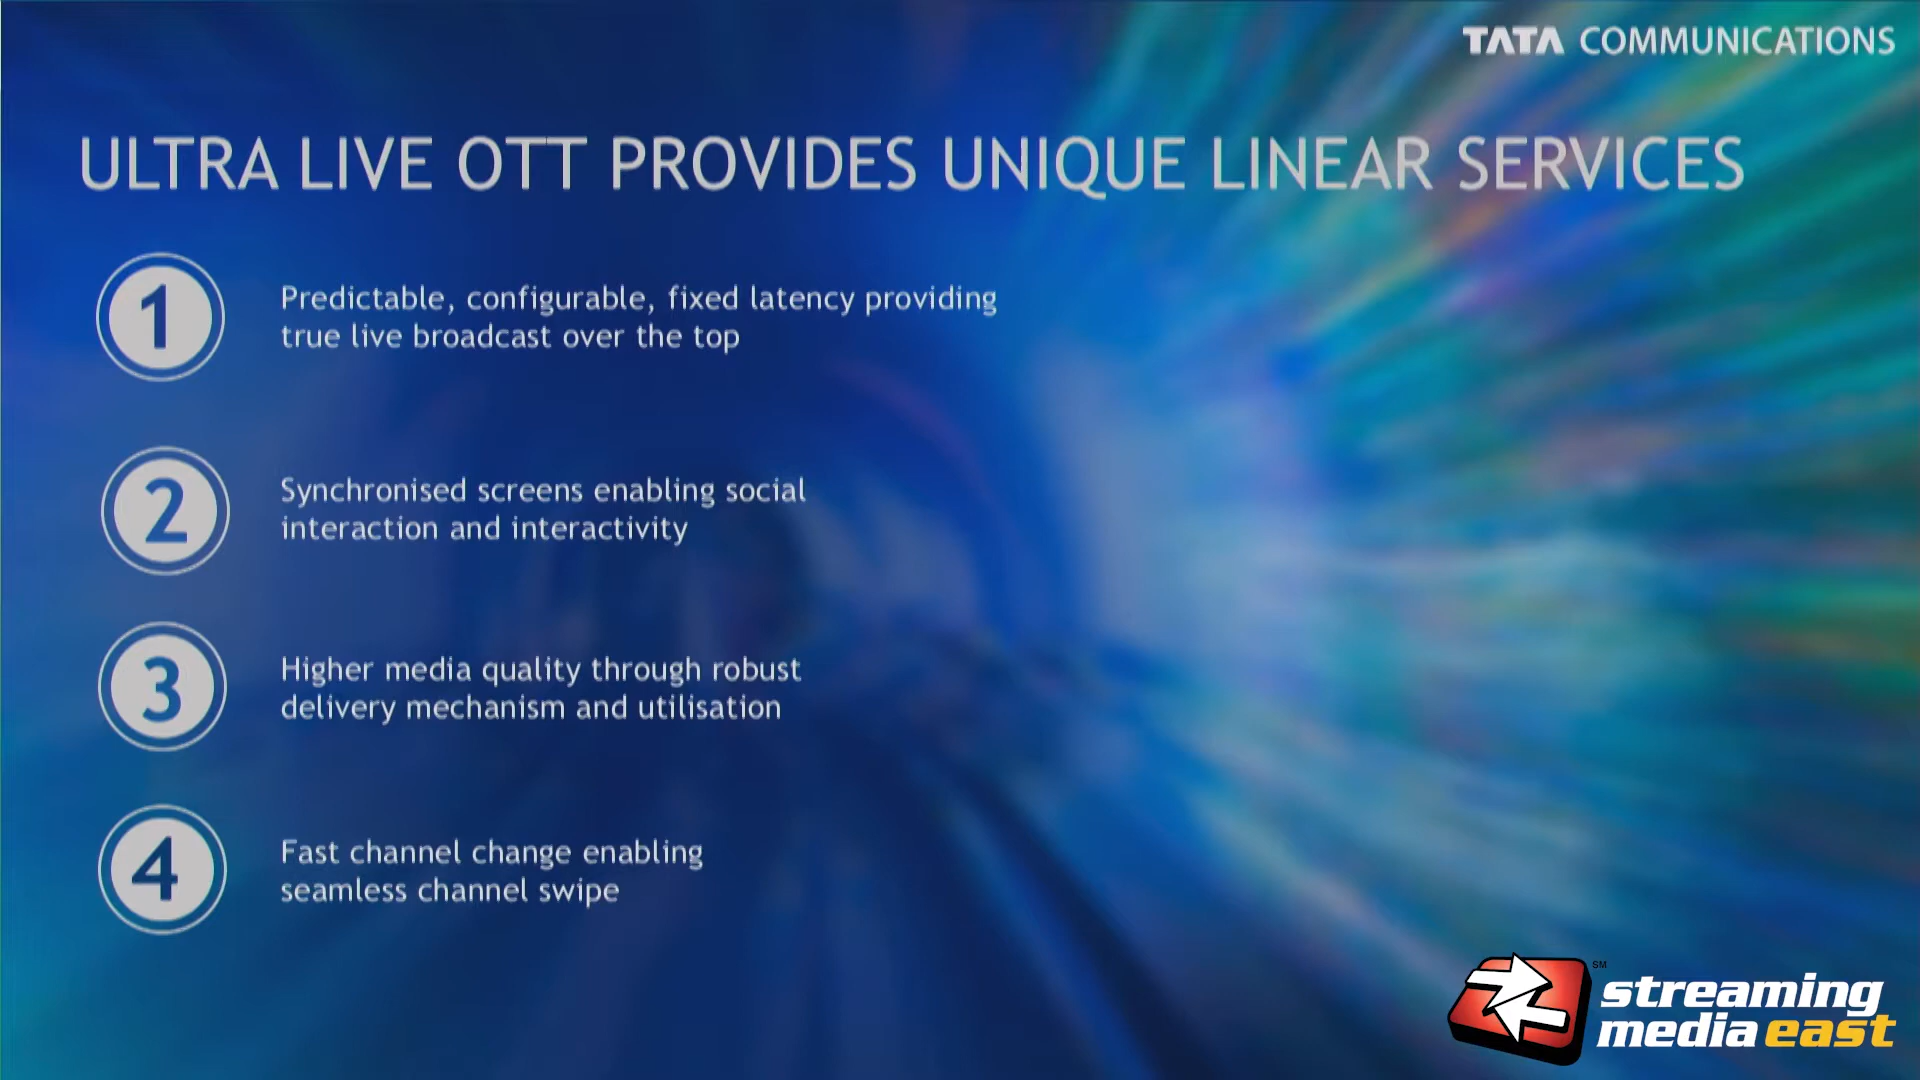 TATA COMMUNICATIONS
ULTRA LIVE OTT PROVIDES UNIQUE LINEAR SERVICES
1
Predictable, configurable, fixed latency providing
true live broadcast over the top
2
Synchronised screens enabling social
interaction and interactivity
3
Higher media quality through robust
delivery mechanism and utilisation
4
Fast channel change enabling
seamless channel swipe
SM
streaming
media east